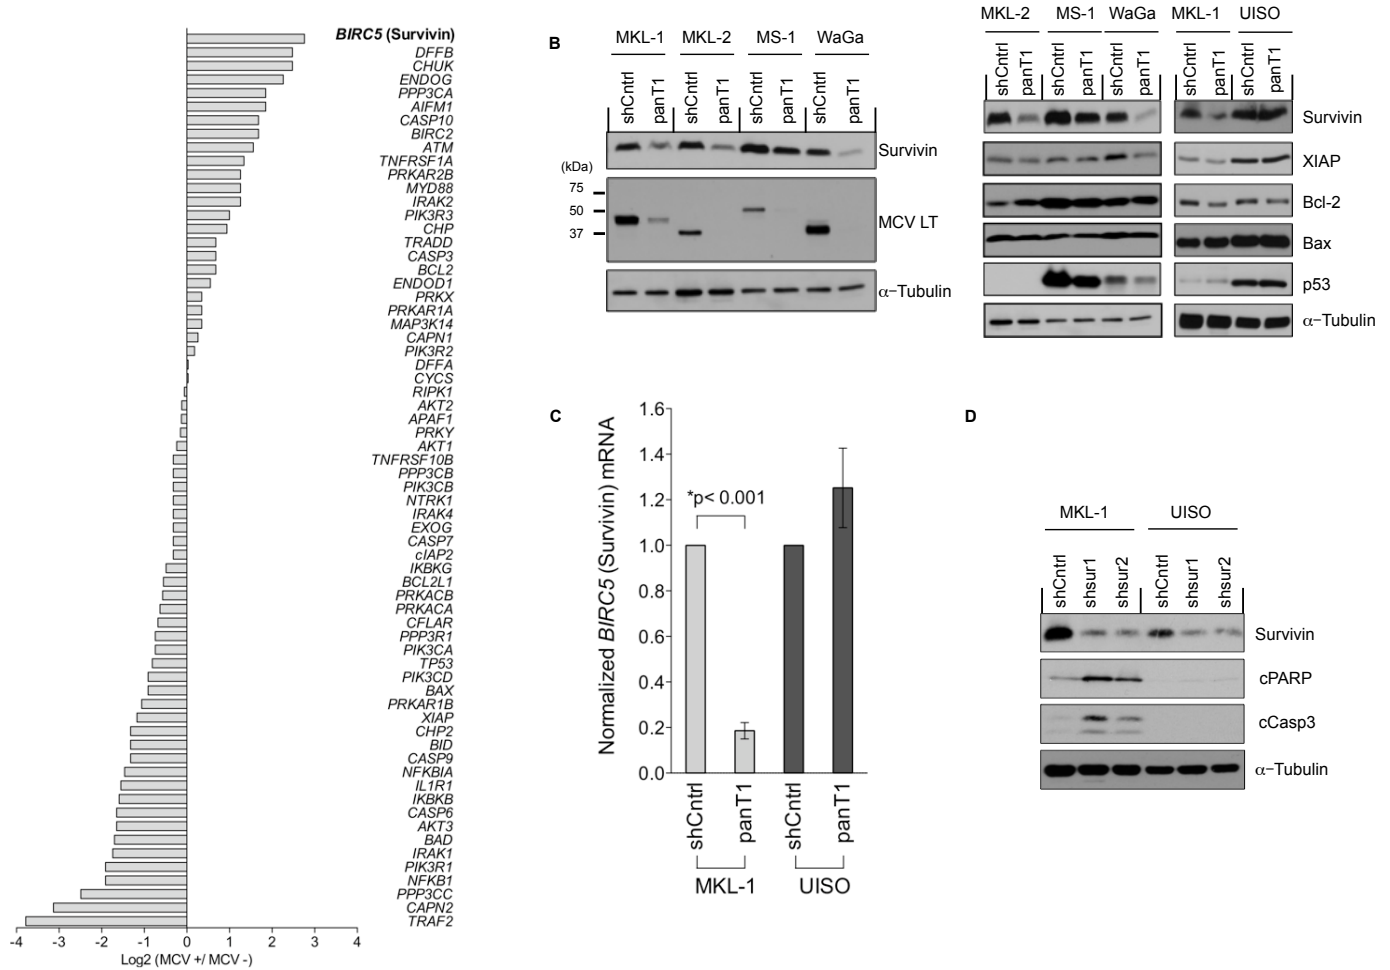 BIRC5 (Survivin)
DFFB
CHUK
ENDOG
PPP3CA
AIFM1
CASP10
BIRC2
ATM
TNFRSF1A
PRKAR2B
MYD88
IRAK2
PIK3R3
CHP
TRADD
CASP3
BCL2
ENDOD1
PRKX
PRKAR1A
MAP3K14
CAPN1
PIK3R2
DFFA
CYCS
RIPK1
AKT2
APAF1
PRKY
AKT1
TNFRSF10B
PPP3CB
PIK3CB
NTRK1
IRAK4
EXOG
CASP7
cIAP2
IKBKG
BCL2L1
PRKACB
PRKACA
CFLAR
PPP3R1
PIK3CA
TP53
PIK3CD
BAX
PRKAR1B
XIAP
CHP2
BID
CASP9
NFKBIA
IL1R1
IKBKB
CASP6
AKT3
BAD
IRAK1
PIK3R1
NFKB1
PPP3CC
CAPN2
TRAF2
-4 -3 -2 -1 0 1 2 3 4
Log2 (MCV +/ MCV -)
B
MKL-1 MKL-2 MS-1 WaGa
shCntrl panT1 shCntrl panT1 shCntrl panT1 shCntrl panT1
Survivin
(kDa)
75
50
37
MCV LT
α−Tubulin
MKL-2 MS-1 WaGa MKL-1 UISO
shCntrl panT1 shCntrl panT1 shCntrl panT1 shCntrl panT1 shCntrl panT1
Survivin
XIAP
Bcl-2
Bax
p53
α−Tubulin
C
Normalized BIRC5 (Survivin) mRNA
1.6
1.4
1.2
1.0
0.8
0.6
0.4
0.2
0.0
*p< 0.001
shCntrl panT1 shCntrl panT1
MKL-1 UISO
D
MKL-1 UISO
shCntrl shsur1 shsur2 shCntrl shsur1 shsur2
Survivin
cPARP
cCasp3
α−Tubulin